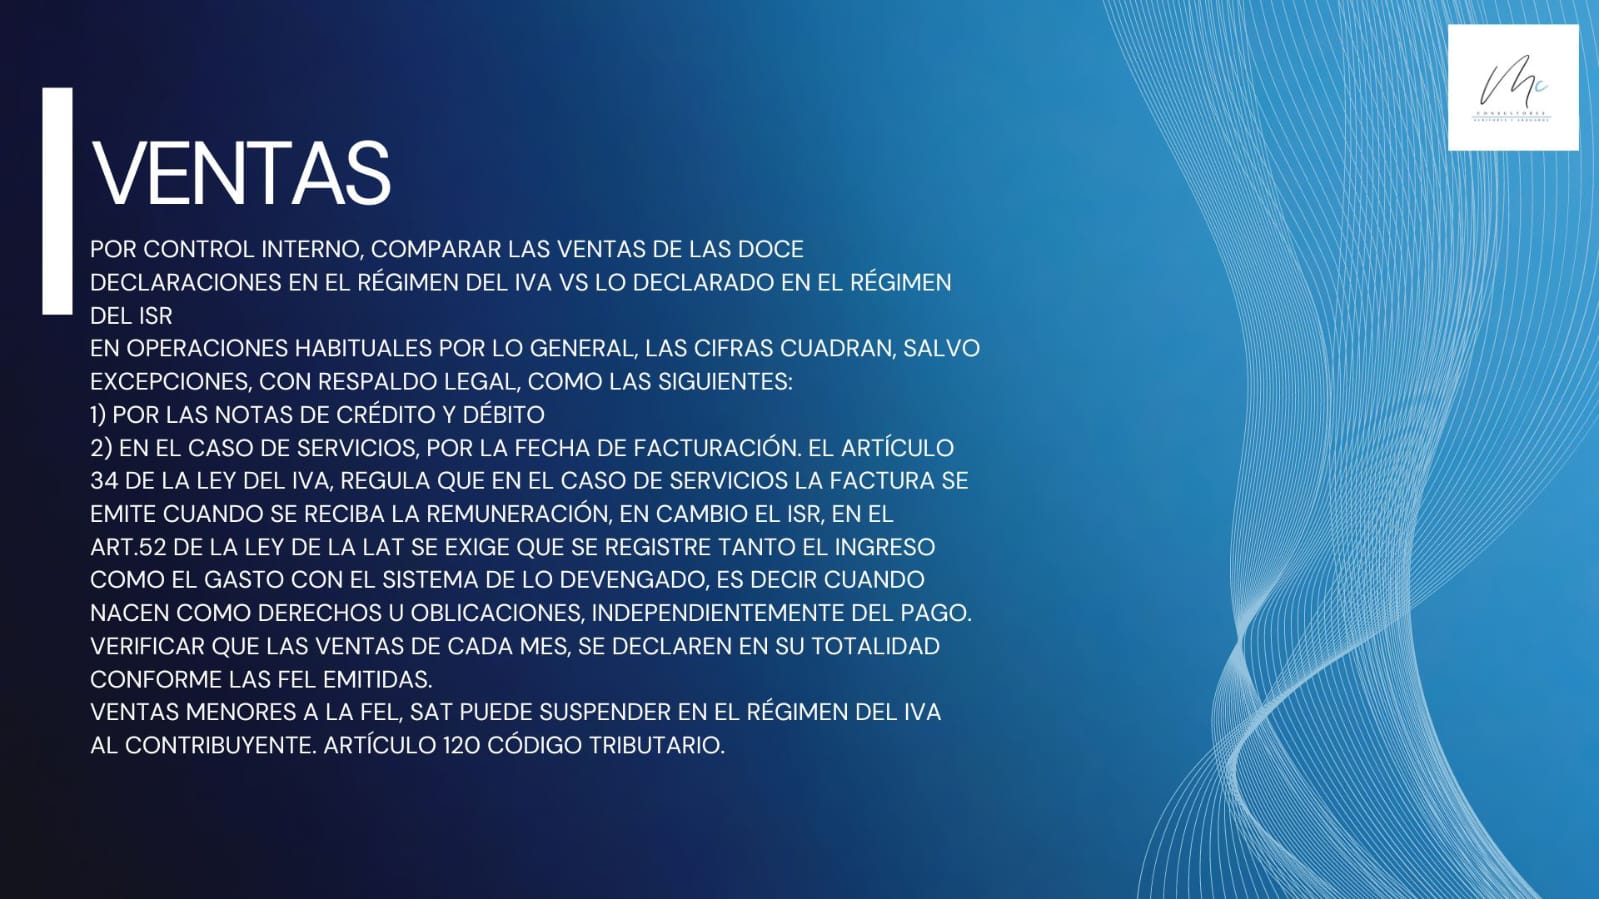 VENTAS
POR CONTROL INTERNO, COMPARAR LAS VENTAS DE LAS DOCE
DECLARACIONES EN EL RÉGIMEN DEL IVA VS LO DECLARADO EN EL RÉGIMEN
DEL ISR
EN OPERACIONES HABITUALES POR LO GENERAL, LAS CIFRAS CUADRAN, SALVO
EXCEPCIONES, CON RESPALDO LEGAL, COMO LAS SIGUIENTES:
1) POR LAS NOTAS DE CRÉDITO Y DÉBITO
2) EN EL CASO DE SERVICIOS, POR LA FECHA DE FACTURACIÓN. EL ARTÍCULO
34 DE LA LEY DEL IVA, REGULA QUE EN EL CASO DE SERVICIOS LA FACTURA SE
EMITE CUANDO SE RECIBA LA REMUNERACIÓN, EN CAMBIO EL ISR, EN EL
ART.52 DE LA LEY DE LA LAT SE EXIGE QUE SE REGISTRE TANTO EL INGRESO
COMO EL GASTO CON EL SISTEMA DE LO DEVENGADO, ES DECIR CUANDO
NACEN COMO DERECHOS U OBLICACIONES, INDEPENDIENTEMENTE DEL PAGO.
VERIFICAR QUE LAS VENTAS DE CADA MES, SE DECLAREN EN SU TOTALIDAD
CONFORME LAS FEL EMITIDAS.
VENTAS MENORES A LA FEL, SAT PUEDE SUSPENDER EN EL RÉGIMEN DEL IVA
AL CONTRIBUYENTE. ARTÍCULO 120 CÓDIGO TRIBUTARIO.
Mc
CONSULTORES
AUDITORES Y ABOGADOS